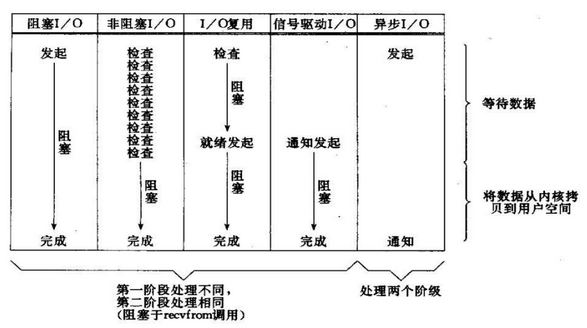 阻塞I/O 非阻塞I/O I/O复用 信号驱动I/O 异步I/O
发起 检查 检查 发起
检查
检查
检查 阻塞
检查
检查 等待数据
检查
阻塞 检查 就绪发起 通知发起
检查
阻塞 阻塞 阻塞 将数据从内核拷
贝到用户空间
完成 完成 完成 完成 通知
第一阶段处理不同, 处理两个阶级
第二阶段处理相同
(阻塞于recvfrom调用)